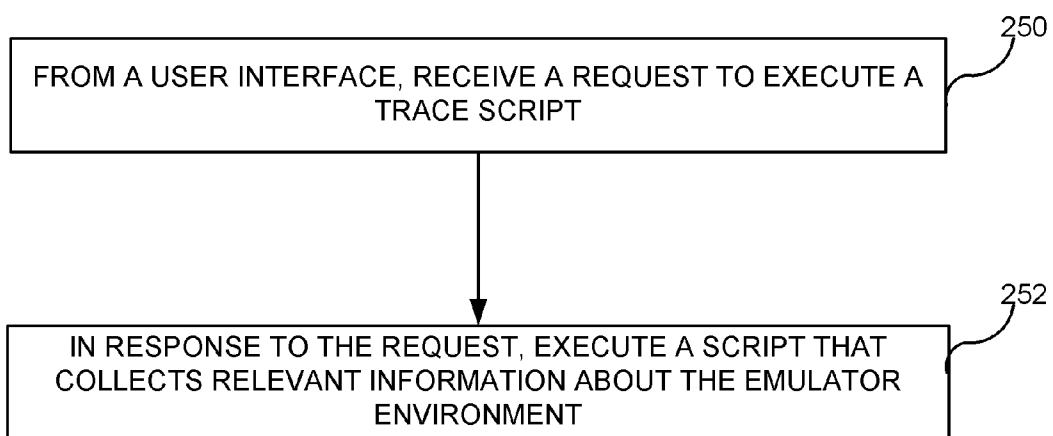 250
FROM A USER INTERFACE, RECEIVE A REQUEST TO EXECUTE A
TRACE SCRIPT
252
IN RESPONSE TO THE REQUEST, EXECUTE A SCRIPT THAT
COLLECTS RELEVANT INFORMATION ABOUT THE EMULATOR
ENVIRONMENT